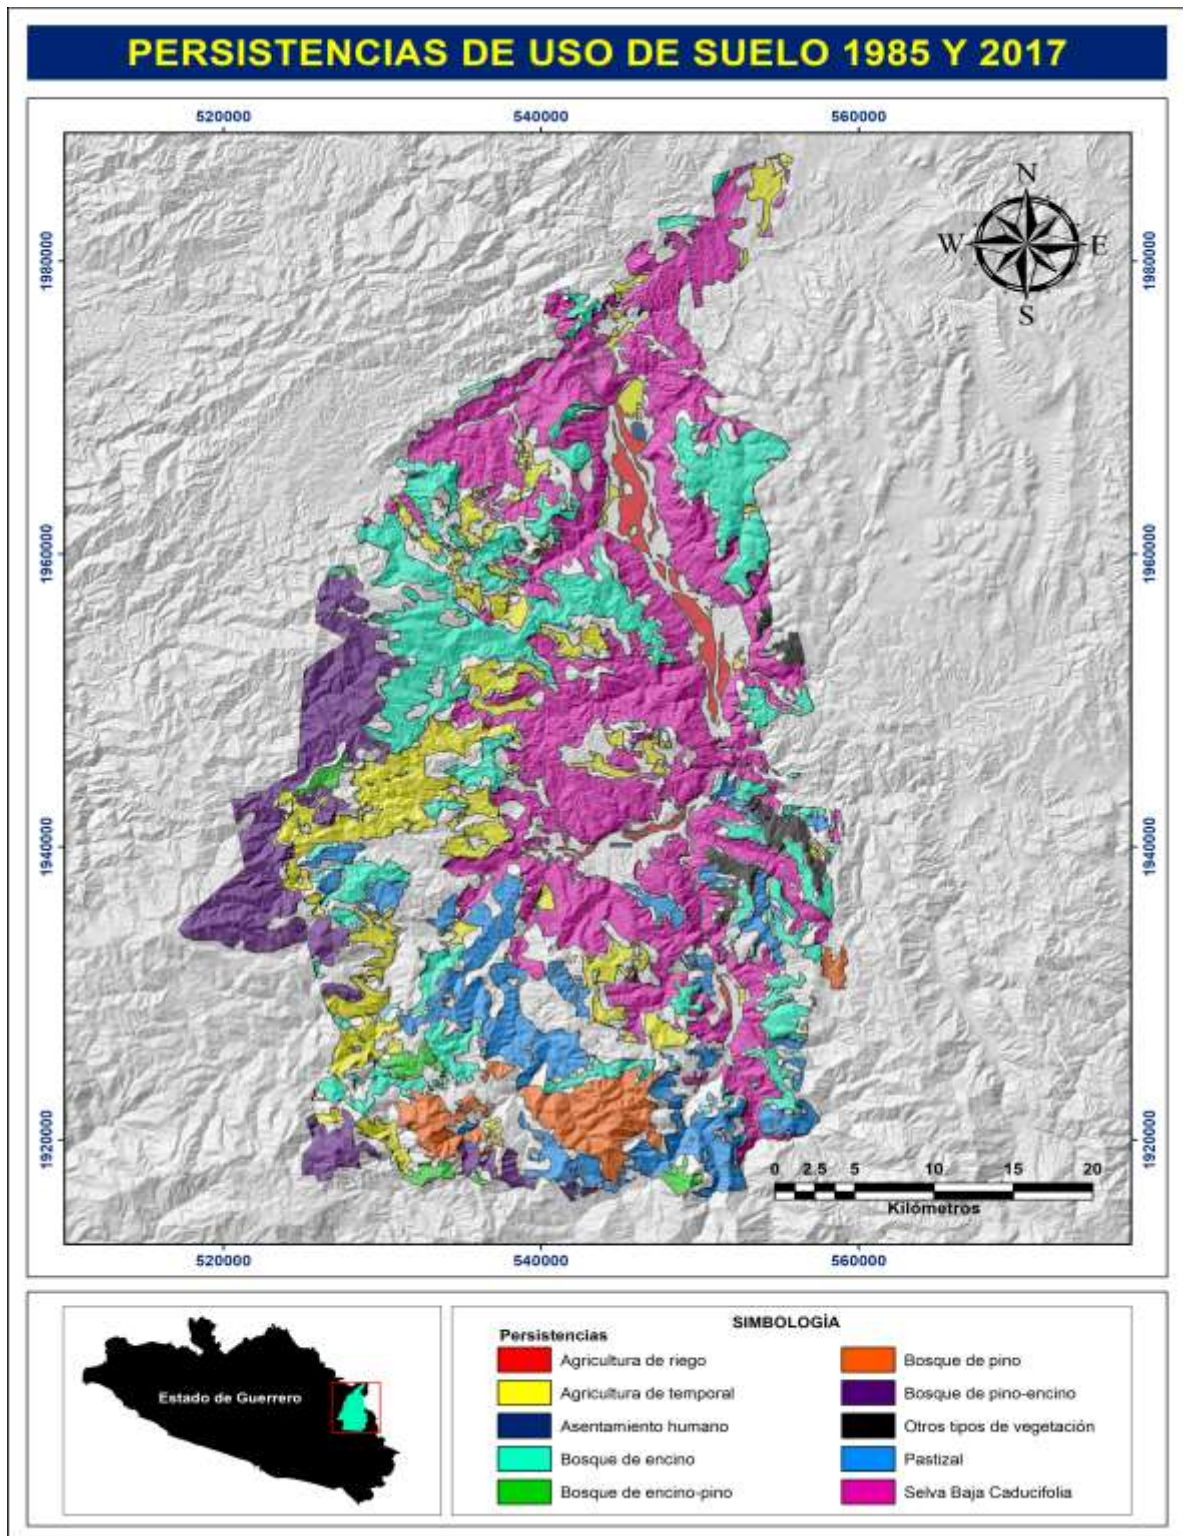 PERSISTENCIAS DE USO DE SUELO 1985 Y 2017
520000 540000 560000
N
W E
S
1980000 1980000
1960000 1960000
1940000 1940000
1920000 1920000
0 2.5 5 10 15 20
Kilómetros
520000 540000 560000
Estado de Guerrero
SIMBOLOGÌA
Persistencias
Agricultura de riego
Agricultura de temporal
Asentamiento humano
Bosque de encino
Bosque de encino-pino
Bosque de pino
Bosque de pino-encino
Otros tipos de vegetación
Pastizal
Selva Baja Caducifolia